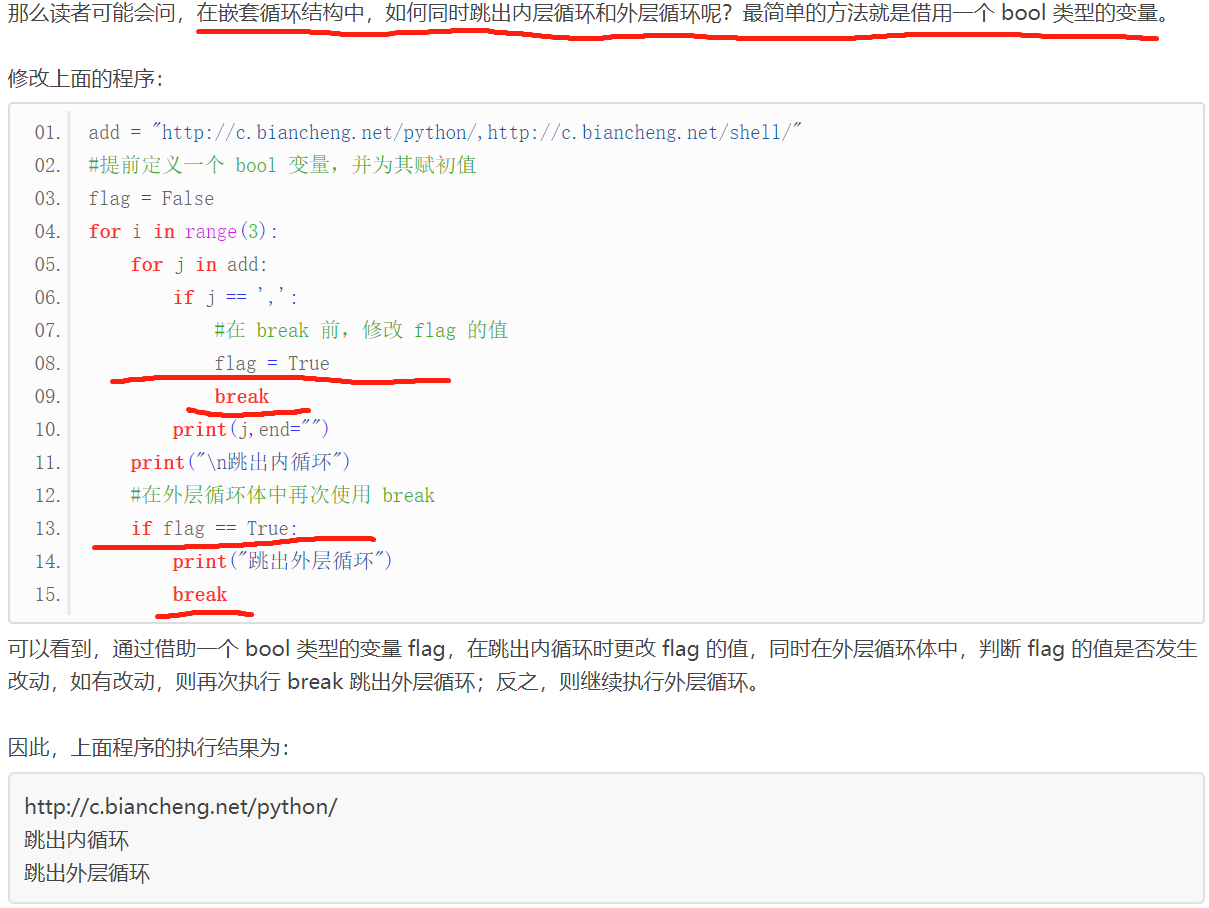 那么读者可能会问，在嵌套循环结构中，如何同时跳出内层循环和外层循环呢？最简单的方法就是借用一个 bool 类型的变量。
修改上面的程序：
01. add = "http://c.biancheng.net/python/,http://c.biancheng.net/shell/"
02. #提前定义一个 bool 变量，并为其赋初值
03. flag = False
04. for i in range(3):
05.     for j in add:
06.         if j == ',':
07.             #在 break 前，修改 flag 的值
08.             flag = True
09.             break
10.         print(j,end="")
11.     print("\n跳出内循环")
12.     #在外层循环体中再次使用 break
13.     if flag == True:
14.         print("跳出外层循环")
15.         break
可以看到，通过借助一个 bool 类型的变量 flag，在跳出内循环时更改 flag 的值，同时在外层循环体中，判断 flag 的值是否发生
改动，如有改动，则再次执行 break 跳出外层循环；反之，则继续执行外层循环。
因此，上面程序的执行结果为：
http://c.biancheng.net/python/
跳出内循环
跳出外层循环